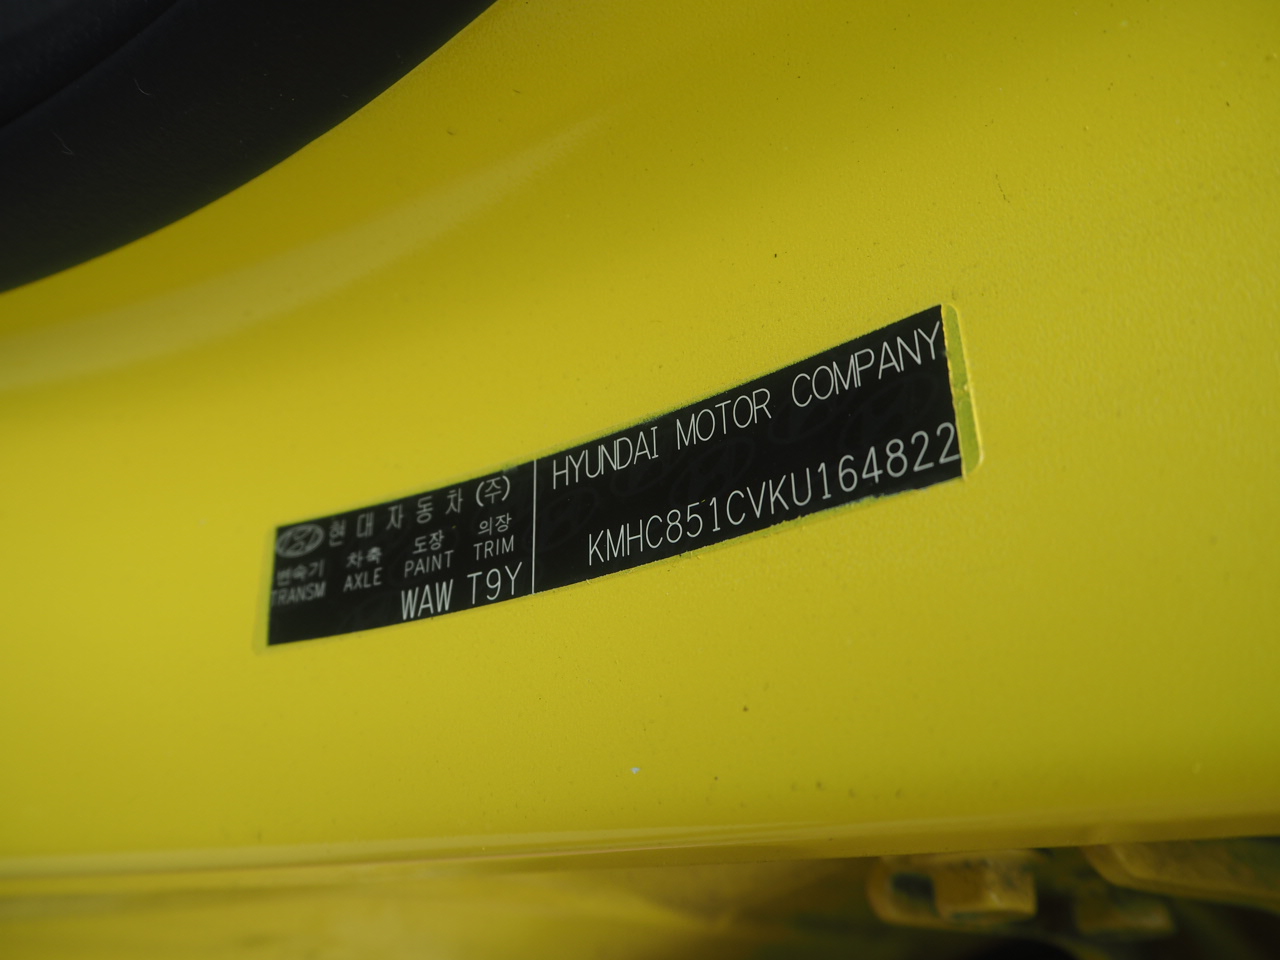 현대자동차(주)
변속기 차축 도장 의장
TRANSM AXLE PAINT TRIM
WAW T9Y
HYUNDAI MOTOR COMPANY
KMHC851CVKU164822